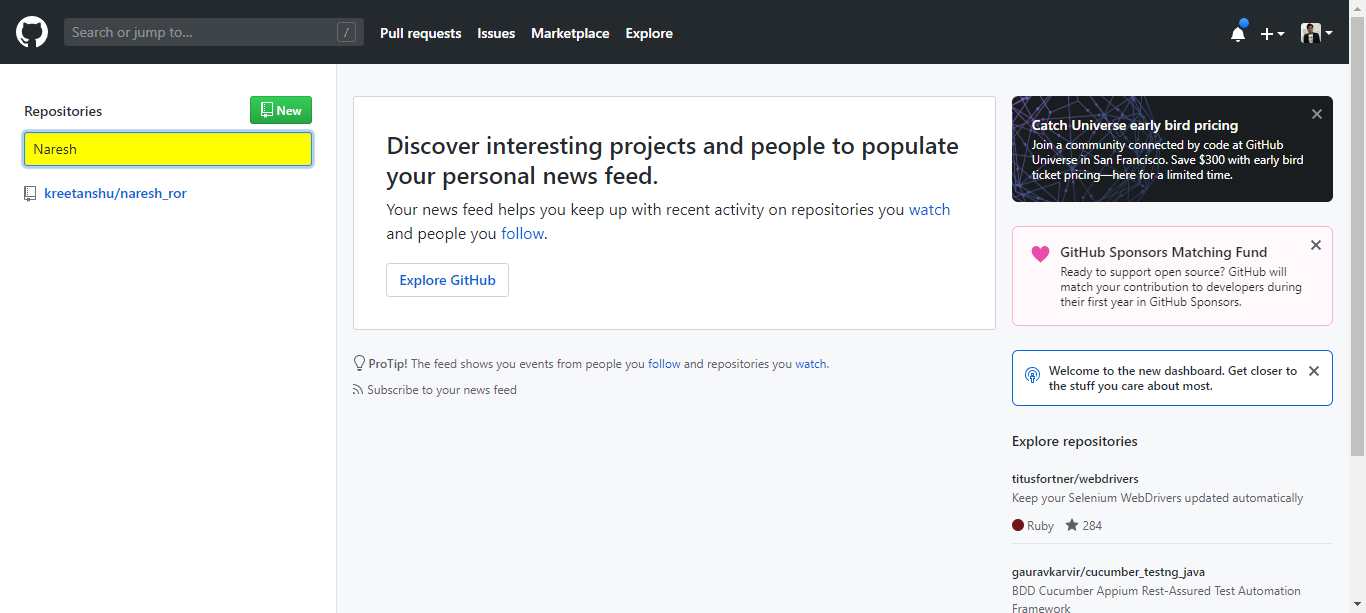 Search or jump to...
/
Pull requests
Issues
Marketplace
Explore
Repositories
New
Naresh
kreetanshu/naresh_ror
Discover interesting projects and people to populate
your personal news feed.
Your news feed helps you keep up with recent activity on repositories you watch
and people you follow.
Explore GitHub
ProTip! The feed shows you events from people you follow and repositories you watch.
Subscribe to your news feed
Catch Universe early bird pricing
Join a community connected by code at GitHub
Universe in San Francisco. Save $300 with early bird
ticket pricing—here for a limited time.
GitHub Sponsors Matching Fund
Ready to support open source? GitHub will
match your contribution to developers during
their first year in GitHub Sponsors.
Welcome to the new dashboard. Get closer to
the stuff you care about most.
Explore repositories
titusfortner/webdrivers
Keep your Selenium WebDrivers updated automatically
Ruby
284
gauravkarvir/cucumber_testng_java
BDD Cucumber Appium Rest-Assured Test Automation
Framework